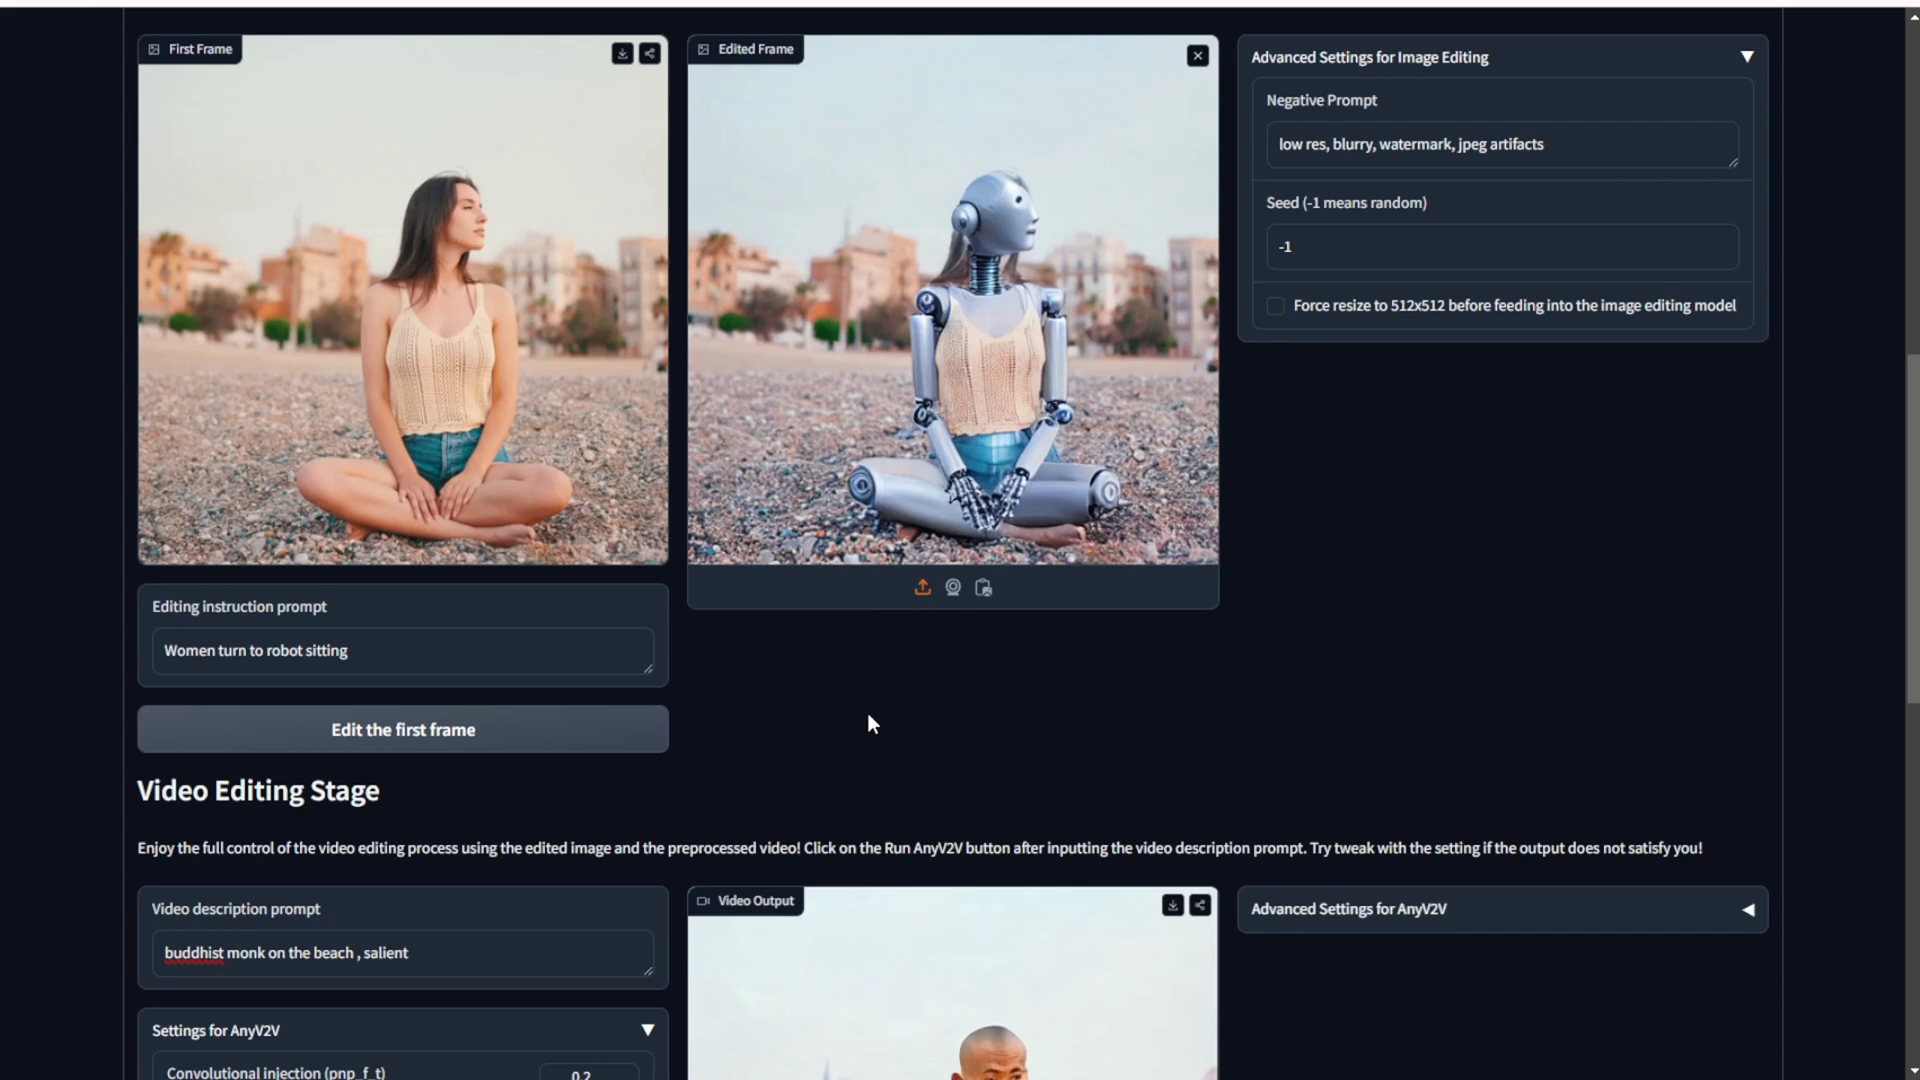 First Frame
Edited Frame
Advanced Settings for Image Editing
Negative Prompt
low res, blurry, watermark, jpeg artifacts
Seed (-1 means random)
-1
Force resize to 512x512 before feeding into the image editing model
Editing instruction prompt
Women turn to robot sitting
Edit the first frame
Video Editing Stage
Enjoy the full control of the video editing process using the edited image and the preprocessed video! Click on the Run AnyV2V button after inputting the video description prompt. Try tweak with the setting if the output does not satisfy you!
Video description prompt
buddhist monk on the beach , salient
Video Output
Advanced Settings for AnyV2V
Settings for AnyV2V
Convolutional injection (pnp_f_t)
0.2